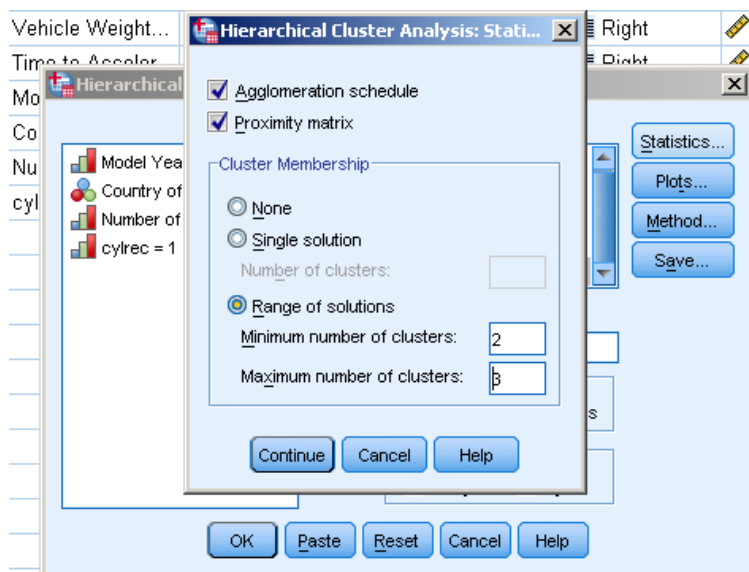 Vehicle Weight...
Hierarchical Cluster Analysis: Stati...
Right
Time to Acceler
Right
Hierarchical
Mo
Co
Nu
cyl
Agglomeration schedule
Proximity matrix
Cluster Membership
None
Single solution
Number of clusters:
Range of solutions
Minimum number of clusters:
2
Maximum number of clusters:
3
Continue
Cancel
Help
Model Yea
Country of
Number of
cylrec = 1
Statistics...
Plots...
Method...
Save...
s
OK
Paste
Reset
Cancel
Help